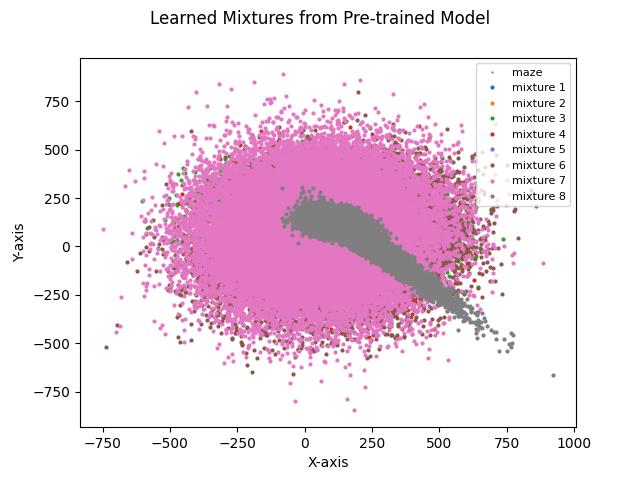 Learned Mixtures from Pre-trained Model
maze
mixture 1
mixture 2
mixture 3
mixture 4
mixture 5
mixture 6
mixture 7
mixture 8
750
500
250
0
−250
−500
−750
Y-axis
−750 −500 −250 0 250 500 750 1000
X-axis